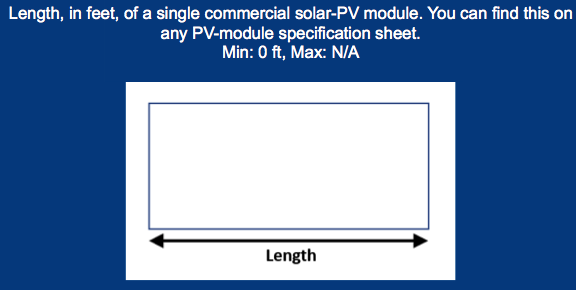 Length, in feet, of a single commercial solar-PV module. You can find this on
any PV-module specification sheet.
Min: 0 ft, Max: N/A
Length